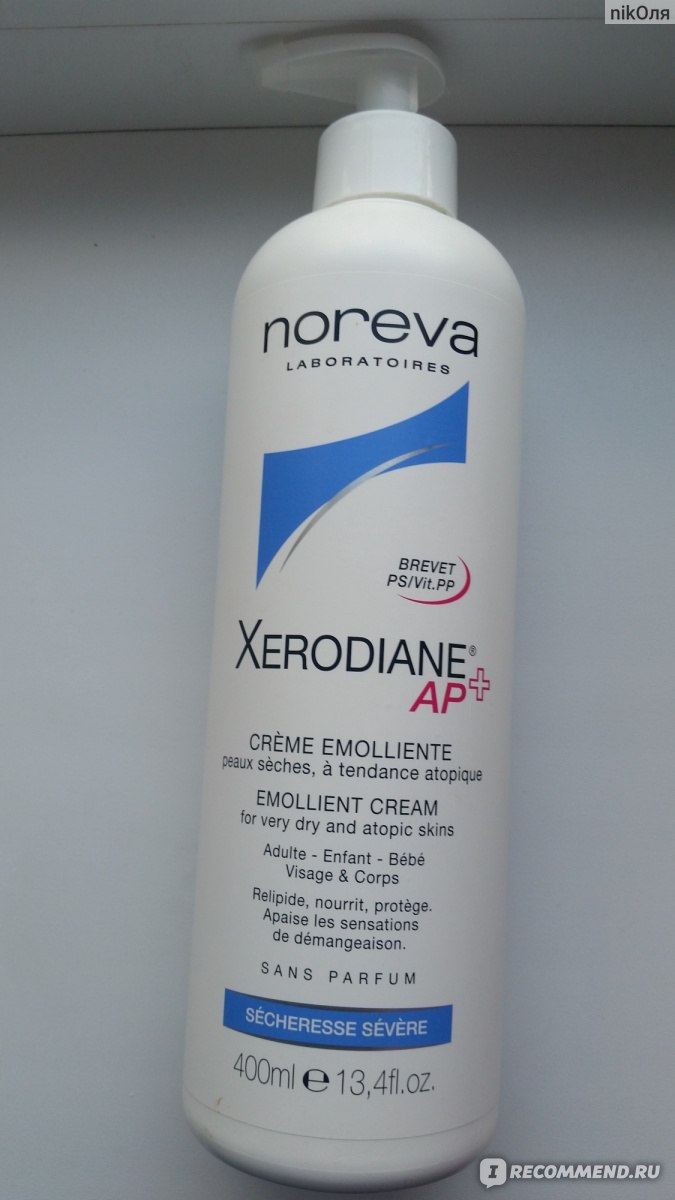 nikОля
noreva
LABORATOIRES
BREVET
PS/Vit.PP
XERODIANE®
AP+
CRÈME EMOLLIENTE
peaux sèches, à tendance atopique
EMOLLIENT CREAM
for very dry and atopic skins
Adulte - Enfant - Bébé
Visage & Corps
Relipide, nourrit, protège.
Apaise les sensations
de démangeaison.
SANS PARFUM
SÉCHERESSE SÉVÈRE
400ml e 13,4fl.oz.
I RECOMMEND.RU